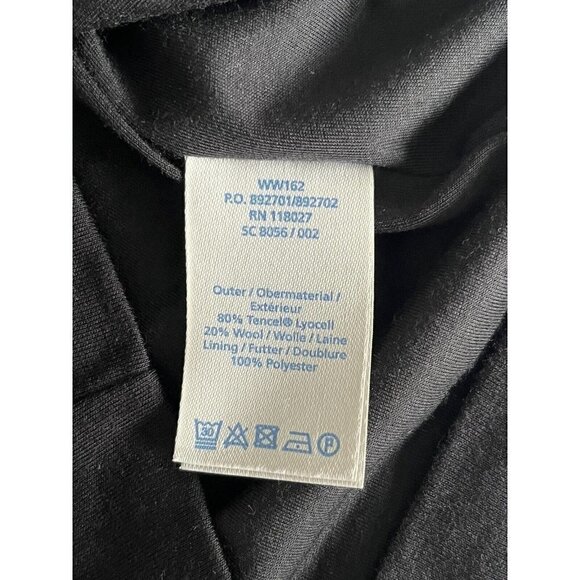 WW162
P.O. 892701/892702
RN 118027
SC 8056 / 002
Outer / Obermaterial /
Extérieur
80% Tencel® Lyocell
20% Wool / Wolle / Laine
Lining / Futter / Doublure
100% Polyester
30
F